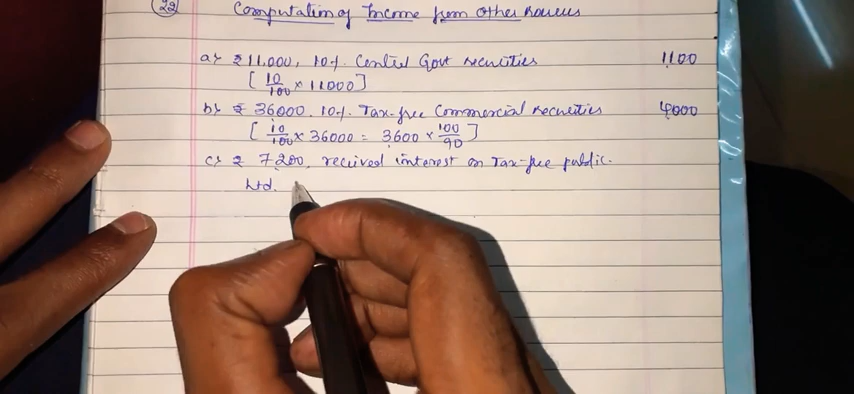 22 Computation of Income from Other Sources
a) ₹ 11,000, 10%. Central Govt securities 1100
[ 10/100 × 11000 ]
b) ₹ 36000. 10%. Tax-free Commercial securities 4000
[ 10/100 × 36000 = 3600 × 100/90 ]
c) ₹ 7200, received interest on Tax-free public.
Ltd.